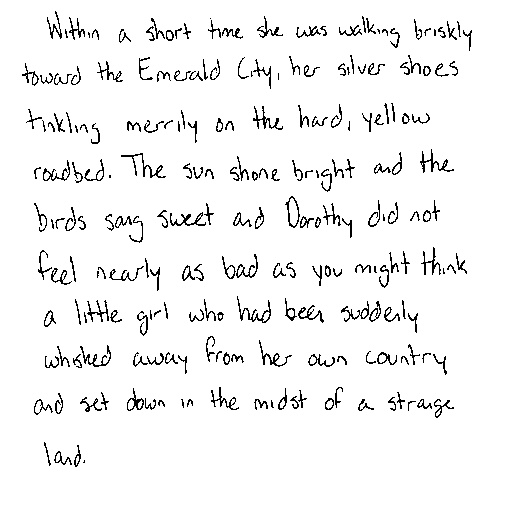 Within a short time she was walking briskly
toward the Emerald City, her silver shoes
tinkling merrily on the hard, yellow
roadbed. The sun shone bright and the
birds sang sweet and Dorothy did not
feel nearly as bad as you might think
a little girl who had been suddenly
whisked away from her own country
and set down in the midst of a strange
land.